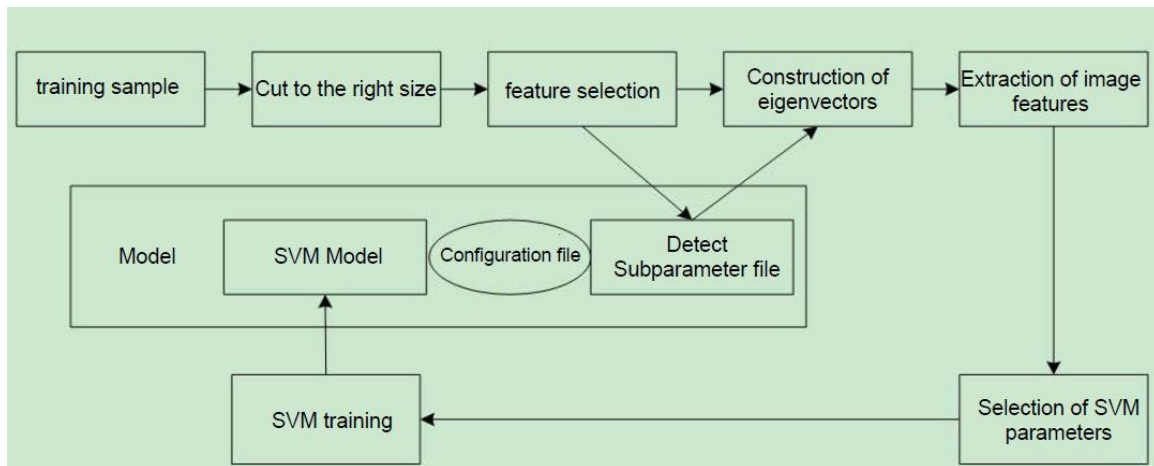 training sample
Cut to the right size
feature selection
Construction of
eigenvectors
Extraction of image
features
Model
SVM Model
Configuration file
Detect
Subparameter file
SVM training
Selection of SVM
parameters